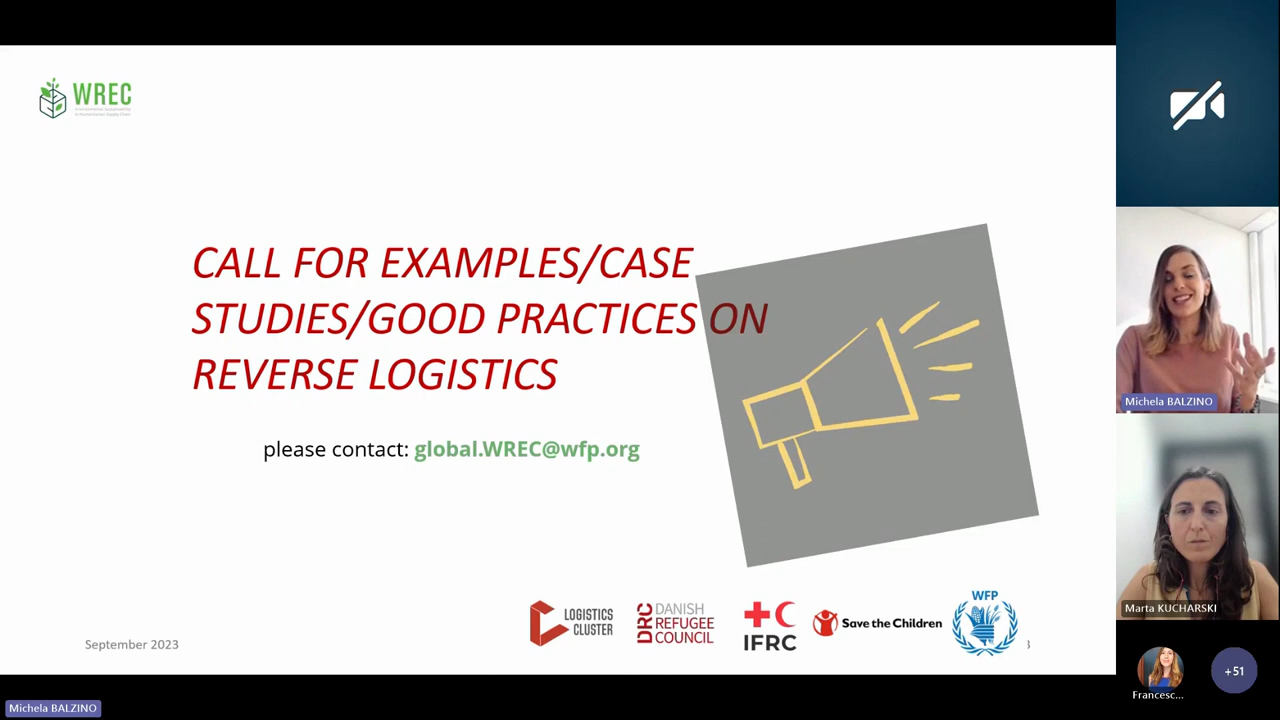 WREC
CALL FOR EXAMPLES/CASE
STUDIES/GOOD PRACTICES ON
REVERSE LOGISTICS
please contact: global.WREC@wfp.org
LOGISTICS
CLUSTER
DRC
DANISH
REFUGEE
COUNCIL
IFRC
Save the Children
WFP
September 2023
Michela BALZINO
Marta KUCHARSKI
Francesc...
+51
Michela BALZINO